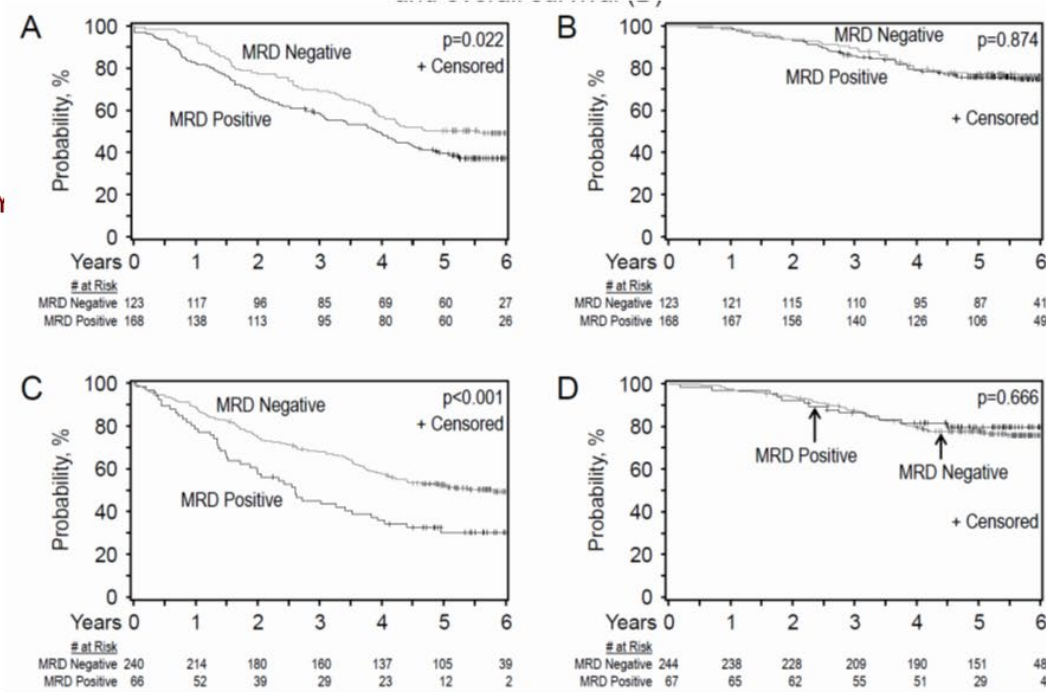 and overall survival (D)
A
100
80
60
40
20
0
Probability, %
MRD Negative
MRD Positive
p=0.022
+ Censored
Years 0 1 2 3 4 5 6
# at Risk
MRD Negative 123 117 96 85 69 60 27
MRD Positive 168 138 113 95 80 60 26
B
100
80
60
40
20
0
Probability, %
MRD Negative
MRD Positive
p=0.874
+ Censored
Years 0 1 2 3 4 5 6
# at Risk
MRD Negative 123 121 115 110 95 87 41
MRD Positive 168 167 156 140 126 106 49
C
100
80
60
40
20
0
Probability, %
MRD Negative
MRD Positive
p<0.001
+ Censored
Years 0 1 2 3 4 5 6
# at Risk
MRD Negative 240 214 180 160 137 105 39
MRD Positive 66 52 39 29 23 12 2
D
100
80
60
40
20
0
Probability, %
MRD Positive
MRD Negative
p=0.666
+ Censored
Years 0 1 2 3 4 5 6
# at Risk
MRD Negative 244 238 228 209 190 151 48
MRD Positive 67 65 62 55 51 29 4